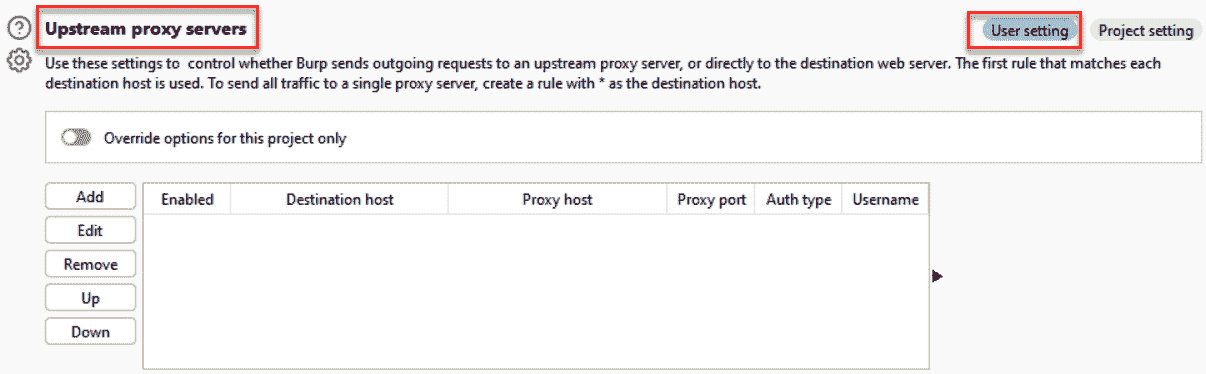 Upstream proxy servers
User setting
Project setting
Use these settings to control whether Burp sends outgoing requests to an upstream proxy server, or directly to the destination web server. The first rule that matches each
destination host is used. To send all traffic to a single proxy server, create a rule with * as the destination host.
Override options for this project only
Add
Edit
Remove
Up
Down
Enabled Destination host Proxy host Proxy port Auth type Username